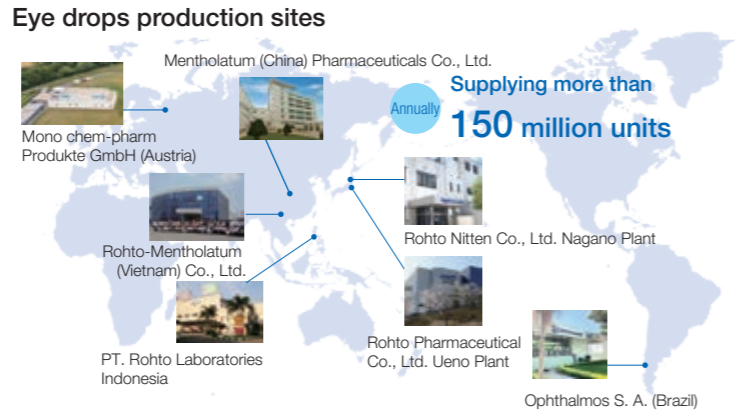 Eye drops production sites
Mentholatum (China) Pharmaceuticals Co., Ltd.
Annually
Supplying more than
150 million units
Mono chem-pharm
Produkte GmbH (Austria)
Rohto-Mentholatum
(Vietnam) Co., Ltd.
Rohto Nitten Co., Ltd. Nagano Plant
PT. Rohto Laboratories
Indonesia
Rohto Pharmaceutical
Co., Ltd. Ueno Plant
Ophthalmos S. A. (Brazil)